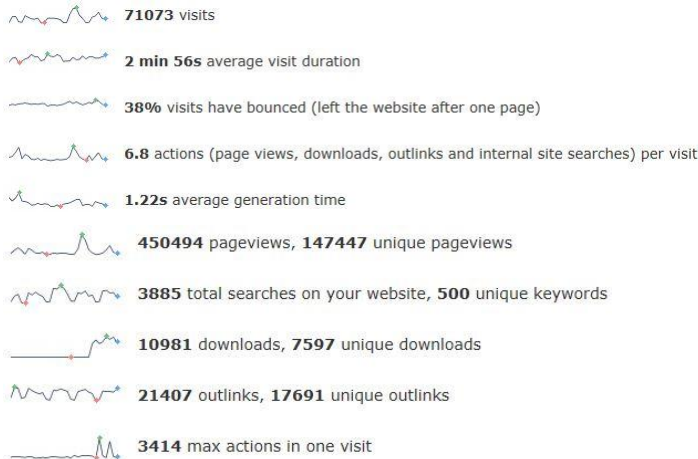 71073 visits
2 min 56s average visit duration
38% visits have bounced (left the website after one page)
6.8 actions (page views, downloads, outlinks and internal site searches) per visit
1.22s average generation time
450494 pageviews, 147447 unique pageviews
3885 total searches on your website, 500 unique keywords
10981 downloads, 7597 unique downloads
21407 outlinks, 17691 unique outlinks
3414 max actions in one visit